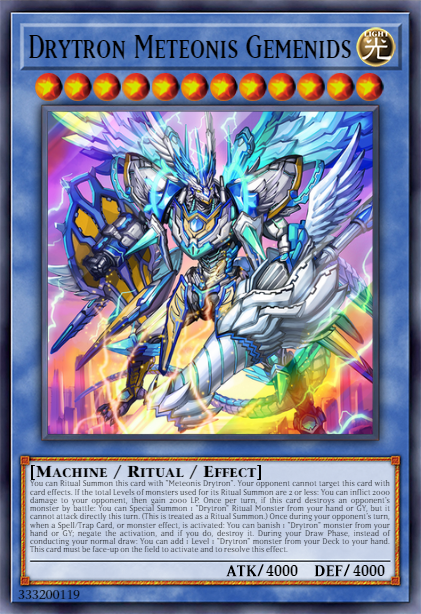 DRYTRON METEONIS GEMENIDS
LIGHT
光
[MACHINE / RITUAL / EFFECT]
You can Ritual Summon this card with "Meteonis Drytron". Your opponent cannot target this card with
card effects. If the total Levels of monsters used for its Ritual Summon are 2 or less: You can inflict 2000
damage to your opponent, then gain 2000 LP. Once per turn, if this card destroys an opponent's
monster by battle: You can Special Summon 1 "Drytron" Ritual Monster from your hand or GY, but it
cannot attack directly this turn. (This is treated as a Ritual Summon.) Once during your opponent's turn,
when a Spell/Trap Card, or monster effect, is activated: You can banish 1 "Drytron" monster from your
hand or GY; negate the activation, and if you do, destroy it. During your Draw Phase, instead of
conducting your normal draw: You can add 1 Level 1 "Drytron" monster from your Deck to your hand.
This card must be face-up on the field to activate and to resolve this effect.
ATK/4000 DEF/4000
333200119